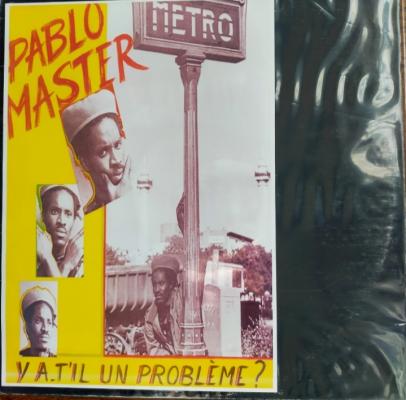 PABLO
MASTER
METRO
Y A.T'IL UN PROBLÈME?